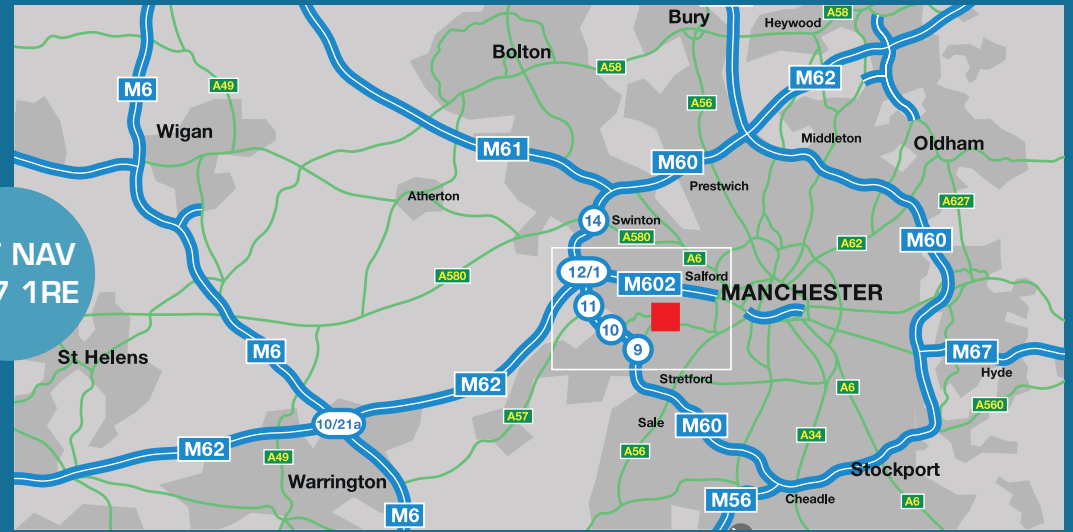 Bury
Heywood
A58
Bolton
A58
M62
M6
A49
A56
Wigan
Middleton
Oldham
M61
M60
Prestwich
Atherton
A627
14
Swinton
A580
A62
M60
NAV
1RE
A580
12/1
A6
Salford
M602
MANCHESTER
11
10
9
St Helens
M6
M67
Hyde
M62
Stretford
A6
A560
A57
10/21a
Sale
M60
A34
M62
A49
A56
Stockport
Warrington
M56
Cheadle
A6
M6